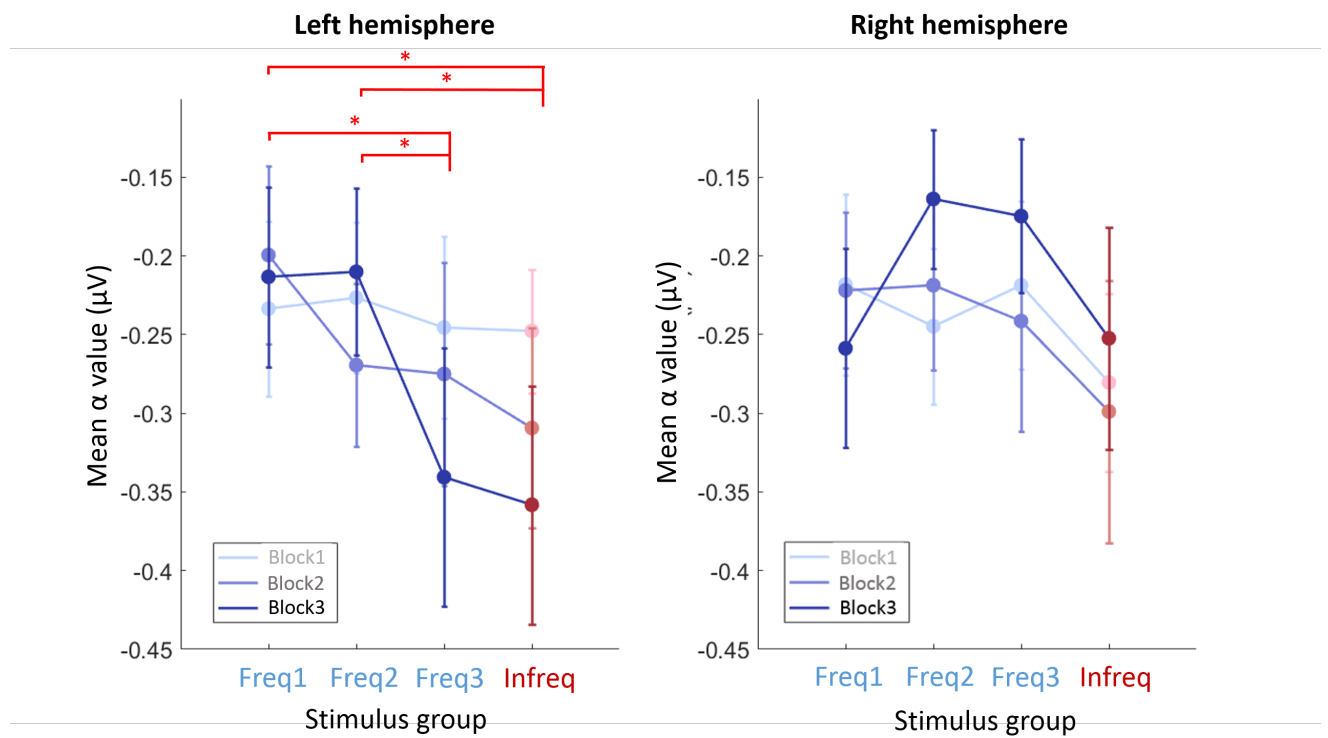 Left hemisphere
Right hemisphere
*
*
*
*
Mean α value (µV)
-0.15
-0.2
-0.25
-0.3
-0.35
-0.4
-0.45
Block1
Block2
Block3
Freq1 Freq2 Freq3 Infreq
Stimulus group
Mean α value (µV)
-0.15
-0.2
-0.25
-0.3
-0.35
-0.4
-0.45
Block1
Block2
Block3
Freq1 Freq2 Freq3 Infreq
Stimulus group